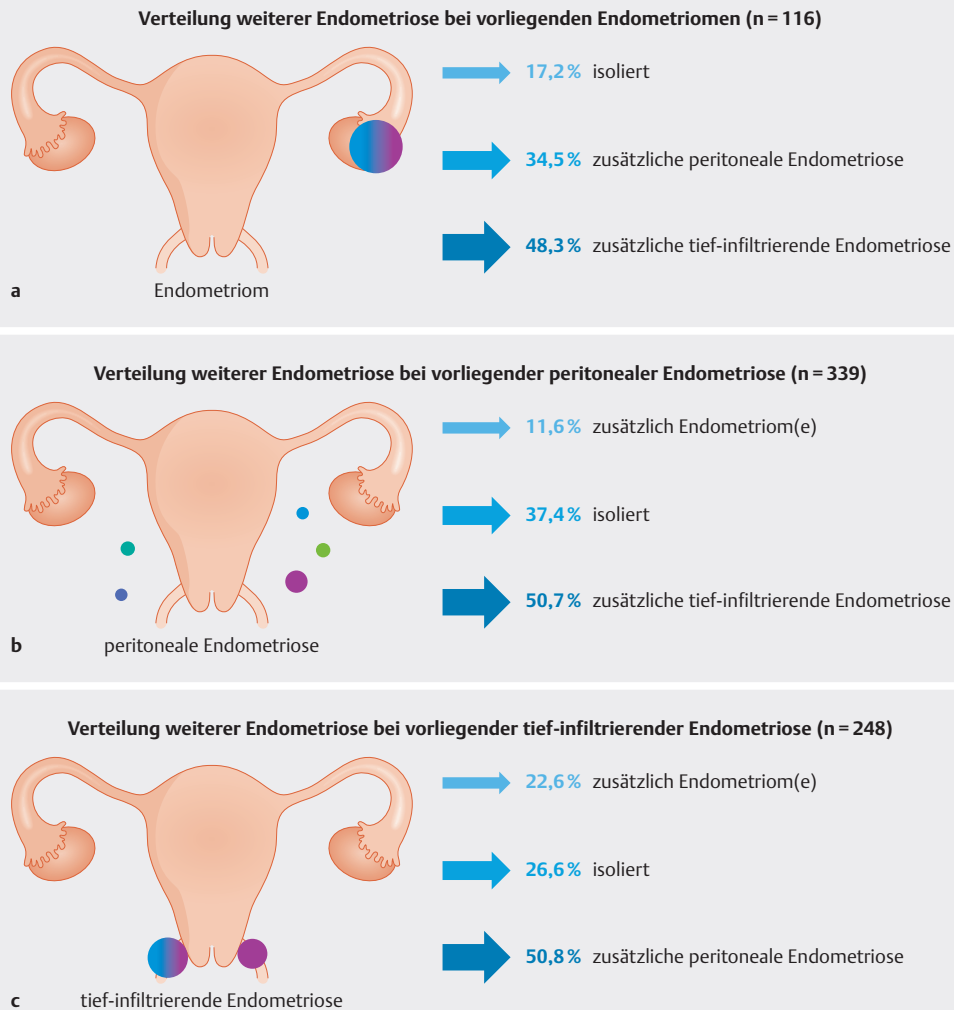 Verteilung weiterer Endometriose bei vorliegenden Endometriomen (n = 116)
17,2 % isoliert
34,5 % zusätzliche peritoneale Endometriose
48,3 % zusätzliche tief-infiltrierende Endometriose
a Endometriom
Verteilung weiterer Endometriose bei vorliegender peritonealer Endometriose (n = 339)
11,6 % zusätzlich Endometriom(e)
37,4 % isoliert
50,7 % zusätzliche tief-infiltrierende Endometriose
b peritoneale Endometriose
Verteilung weiterer Endometriose bei vorliegender tief-infiltrierender Endometriose (n = 248)
22,6 % zusätzlich Endometriom(e)
26,6 % isoliert
50,8 % zusätzliche peritoneale Endometriose
c tief-infiltrierende Endometriose